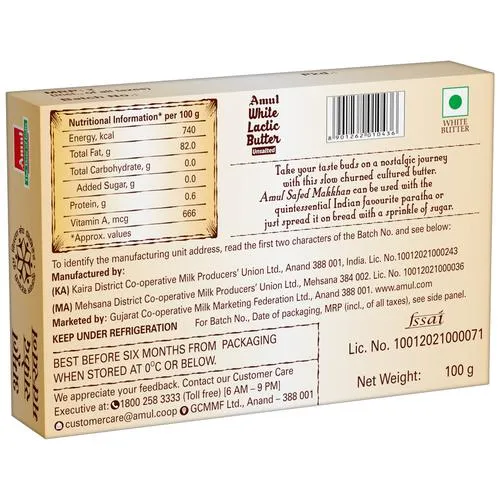 MRP
Batch No.
Pkd.
Nutritional Information* per 100 g
Energy, kcal 740
Total Fat, g 82.0
Total Carbohydrate, g 0.0
Added Sugar, g 0.0
Protein, g 0.6
Vitamin A, mcg 666
*Approx. values
Amul
White
Lactic
Butter
Unsalted
8901262010436
WHITE
BUTTER
Take your taste buds on a nostalgic journey
with this slow churned cultured butter.
Amul Safed Makkhan can be used with the
quintessential Indian favourite paratha or
just spread it on bread with a sprinkle of sugar.
To identify the manufacturing unit address, read the first two characters of the Batch No. and see below:
Manufactured by:
(KA) Kaira District Co-operative Milk Producers' Union Ltd., Anand 388 001, India. Lic. No. 10012021000243
(MA) Mehsana District Co-operative Milk Producers' Union Ltd., Mehsana 384 002. Lic. No. 10012021000036
Marketed by: Gujarat Co-operative Milk Marketing Federation Ltd., Anand 388 001. www.amul.com
KEEP UNDER REFRIGERATION
For Batch No., Date of packaging, MRP (incl., of all taxes), see side panel.
BEST BEFORE SIX MONTHS FROM PACKAGING
WHEN STORED AT 0°C OR BELOW.
fssai
Lic. No. 10012021000071
Net Weight: 100 g
We appreciate your feedback. Contact our Customer Care
Executive at: 1800 258 3333 (Toll free) [6 AM – 9 PM]
customercare@amul.coop GCMMF Ltd., Anand - 388 001
Amul